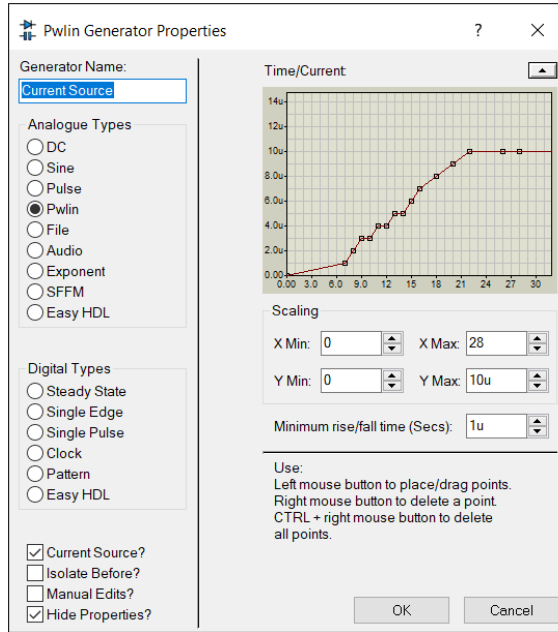 Pwlin Generator Properties
?
Generator Name:
Current Source
Analogue Types
DC
Sine
Pulse
Pwlin
File
Audio
Exponent
SFFM
Easy HDL
Digital Types
Steady State
Single Edge
Single Pulse
Clock
Pattern
Easy HDL
Current Source?
Isolate Before?
Manual Edits?
Hide Properties?
Time/Current
14u
12u
10u
8.0u
6.0u
4.0u
2.0u
0.00
0.00 3.0 6.0 9.0 12 15 18 21 24 27 30
Scaling
X Min: 0 X Max: 28
Y Min: 0 Y Max: 10u
Minimum rise/fall time (Secs): 1u
Use:
Left mouse button to place/drag points.
Right mouse button to delete a point.
CTRL + right mouse button to delete
all points.
OK Cancel